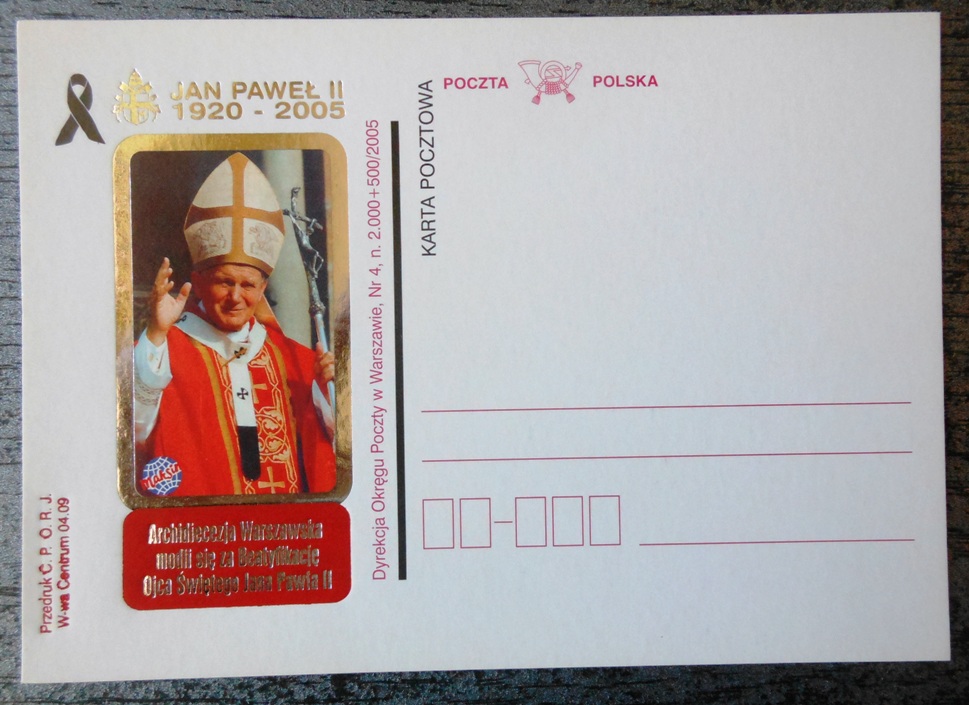 JAN PAWEŁ II
1920 - 2005
Archidiecezja Warszawska
modli się za Beatyfikację
Ojca Świętego Jana Pawła II
Przedruk C. P. O. R. J.
W-wa Centrum 04.09
Dyrekcja Okręgu Poczty w Warszawie, Nr 4, n. 2.000+500/2005
KARTA POCZTOWA
POCZTA POLSKA